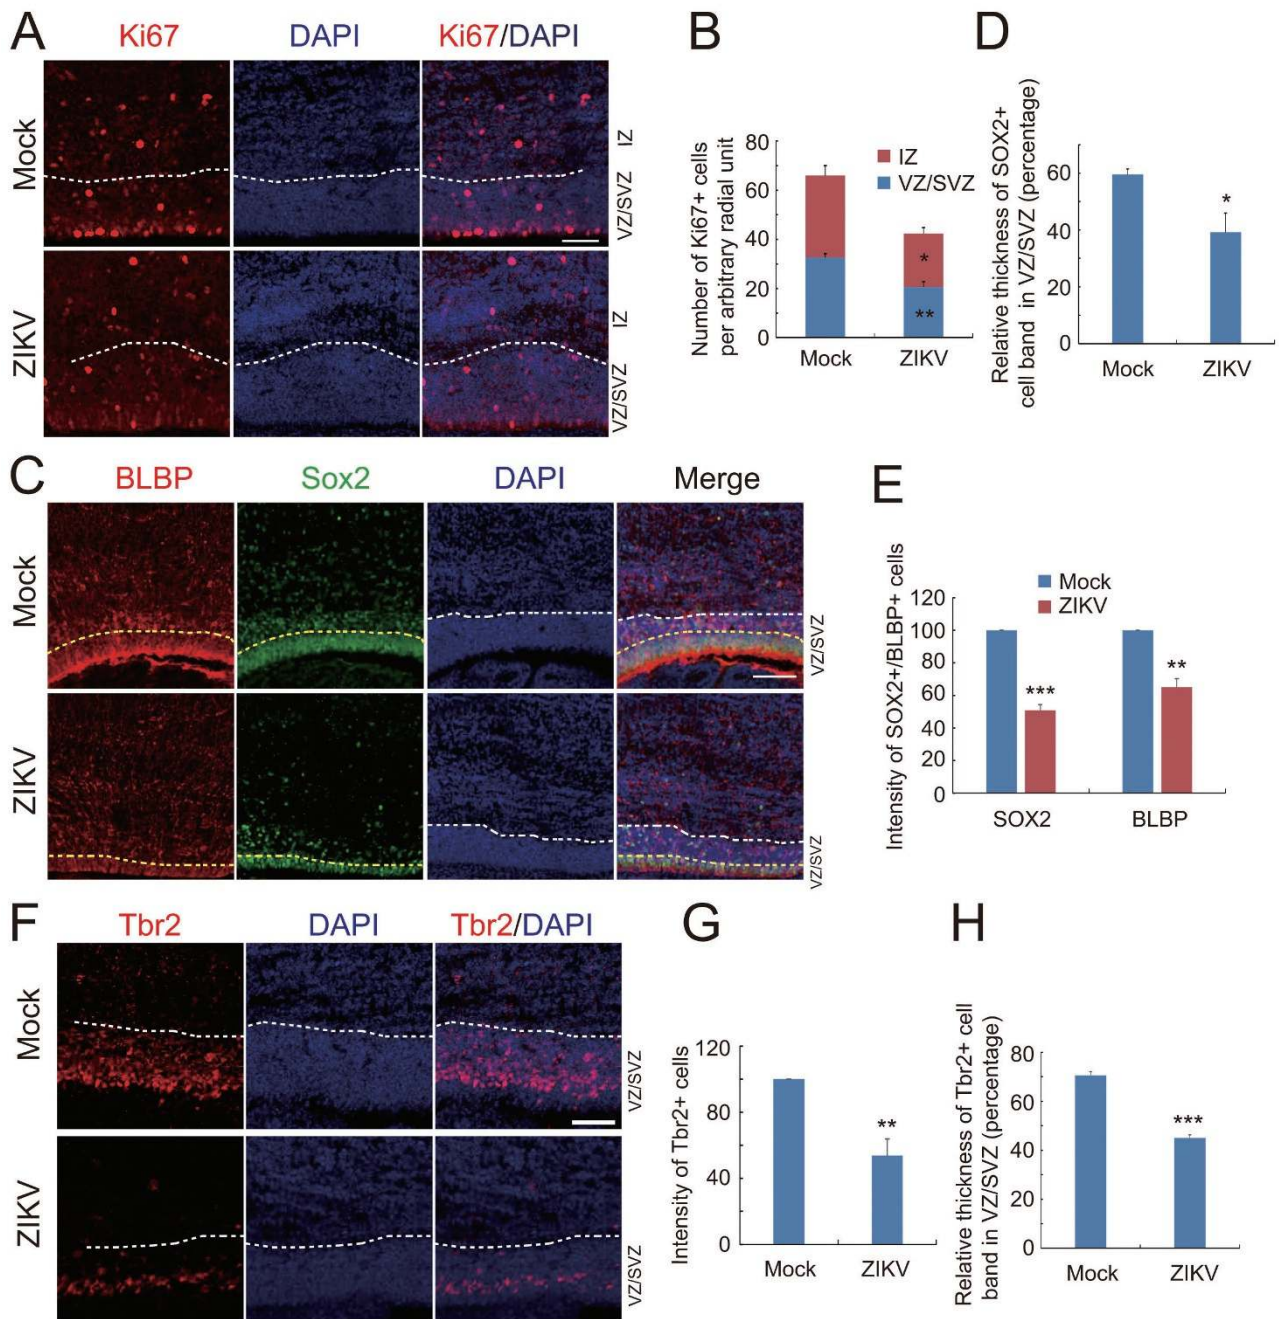 A
Ki67 DAPI Ki67/DAPI
Mock
IZ
VZ/SVZ
ZIKV
IZ
VZ/SVZ
B
Number of Ki67+ cells
per arbitrary radial unit
80
60
40
20
0
IZ
VZ/SVZ
*
**
Mock ZIKV
D
Relative thickness of SOX2+
cell band in VZ/SVZ (percentage)
60
40
20
0
*
Mock ZIKV
C
BLBP Sox2 DAPI Merge
Mock
VZ/SVZ
ZIKV
VZ/SVZ
E
Intensity of SOX2+/BLBP+ cells
Mock
ZIKV
120
100
80
60
40
20
0
***
**
SOX2 BLBP
F
Tbr2 DAPI Tbr2/DAPI
Mock
VZ/SVZ
ZIKV
VZ/SVZ
G
Intensity of Tbr2+ cells
120
80
40
0
**
Mock ZIKV
H
Relative thickness of Tbr2+ cell
band in VZ/SVZ (percentage)
80
60
40
20
0
***
Mock ZIKV